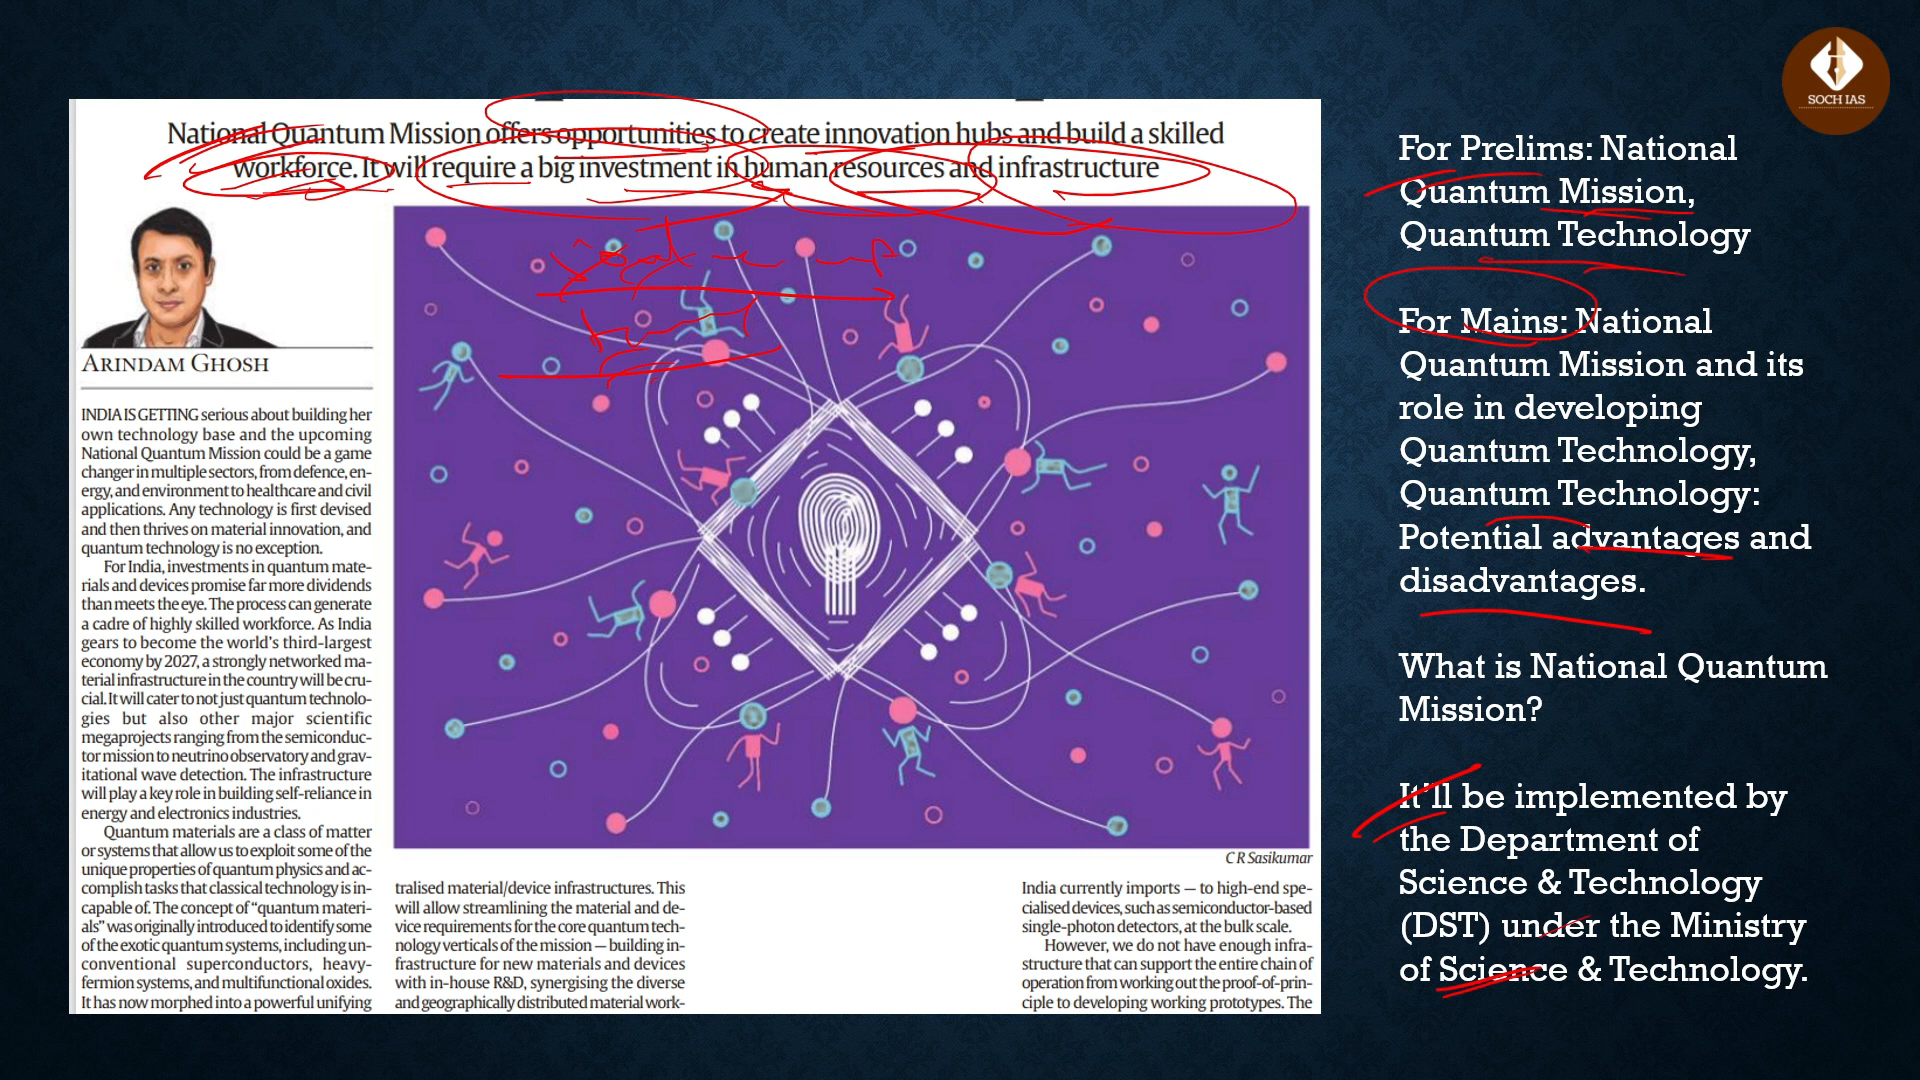 National Quantum Mission offers opportunities to create innovation hubs and build a skilled
workforce. It will require a big investment in human resources and infrastructure
ARINDAM GHOSH
INDIA IS GETTING serious about building her
own technology base and the upcoming
National Quantum Mission could be a game
changer in multiple sectors, from defence, en-
ergy, and environment to healthcare and civil
applications. Any technology is first devised
and then thrives on material innovation, and
quantum technology is no exception.
For India, investments in quantum mate-
rials and devices promise far more dividends
than meets the eye. The process can generate
a cadre of highly skilled workforce. As India
gears to become the world's third-largest
economy by 2027, a strongly networked ma-
terial infrastructure in the country will be cru-
cial. It will cater to not just quantum technolo-
gies but also other major scientific
megaprojects ranging from the semiconduc-
tor mission to neutrino observatory and grav-
itational wave detection. The infrastructure
will play a key role in building self-reliance in
energy and electronics industries.
Quantum materials are a class of matter
or systems that allow us to exploit some of the
unique properties of quantum physics and ac-
complish tasks that classical technology is in-
capable of. The concept of “quantum materi-
als” was originally introduced to identify some
of the exotic quantum systems, including un-
conventional superconductors, heavy-
fermion systems, and multifunctional oxides.
It has now morphed into a powerful unifying
C R Sasikumar
tralised material/device infrastructures. This
will allow streamlining the material and de-
vice requirements for the core quantum tech-
nology verticals of the mission — building in-
frastructure for new materials and devices
with in-house R&D, synergising the diverse
and geographically distributed material work-
India currently imports — to high-end spe-
cialised devices, such as semiconductor-based
single-photon detectors, at the bulk scale.
However, we do not have enough infra-
structure that can support the entire chain of
operation from working out the proof-of-prin-
ciple to developing working prototypes. The
SOCH IAS
For Prelims: National
Quantum Mission,
Quantum Technology
For Mains: National
Quantum Mission and its
role in developing
Quantum Technology,
Quantum Technology:
Potential advantages and
disadvantages.
What is National Quantum
Mission?
It'll be implemented by
the Department of
Science & Technology
(DST) under the Ministry
of Science & Technology.